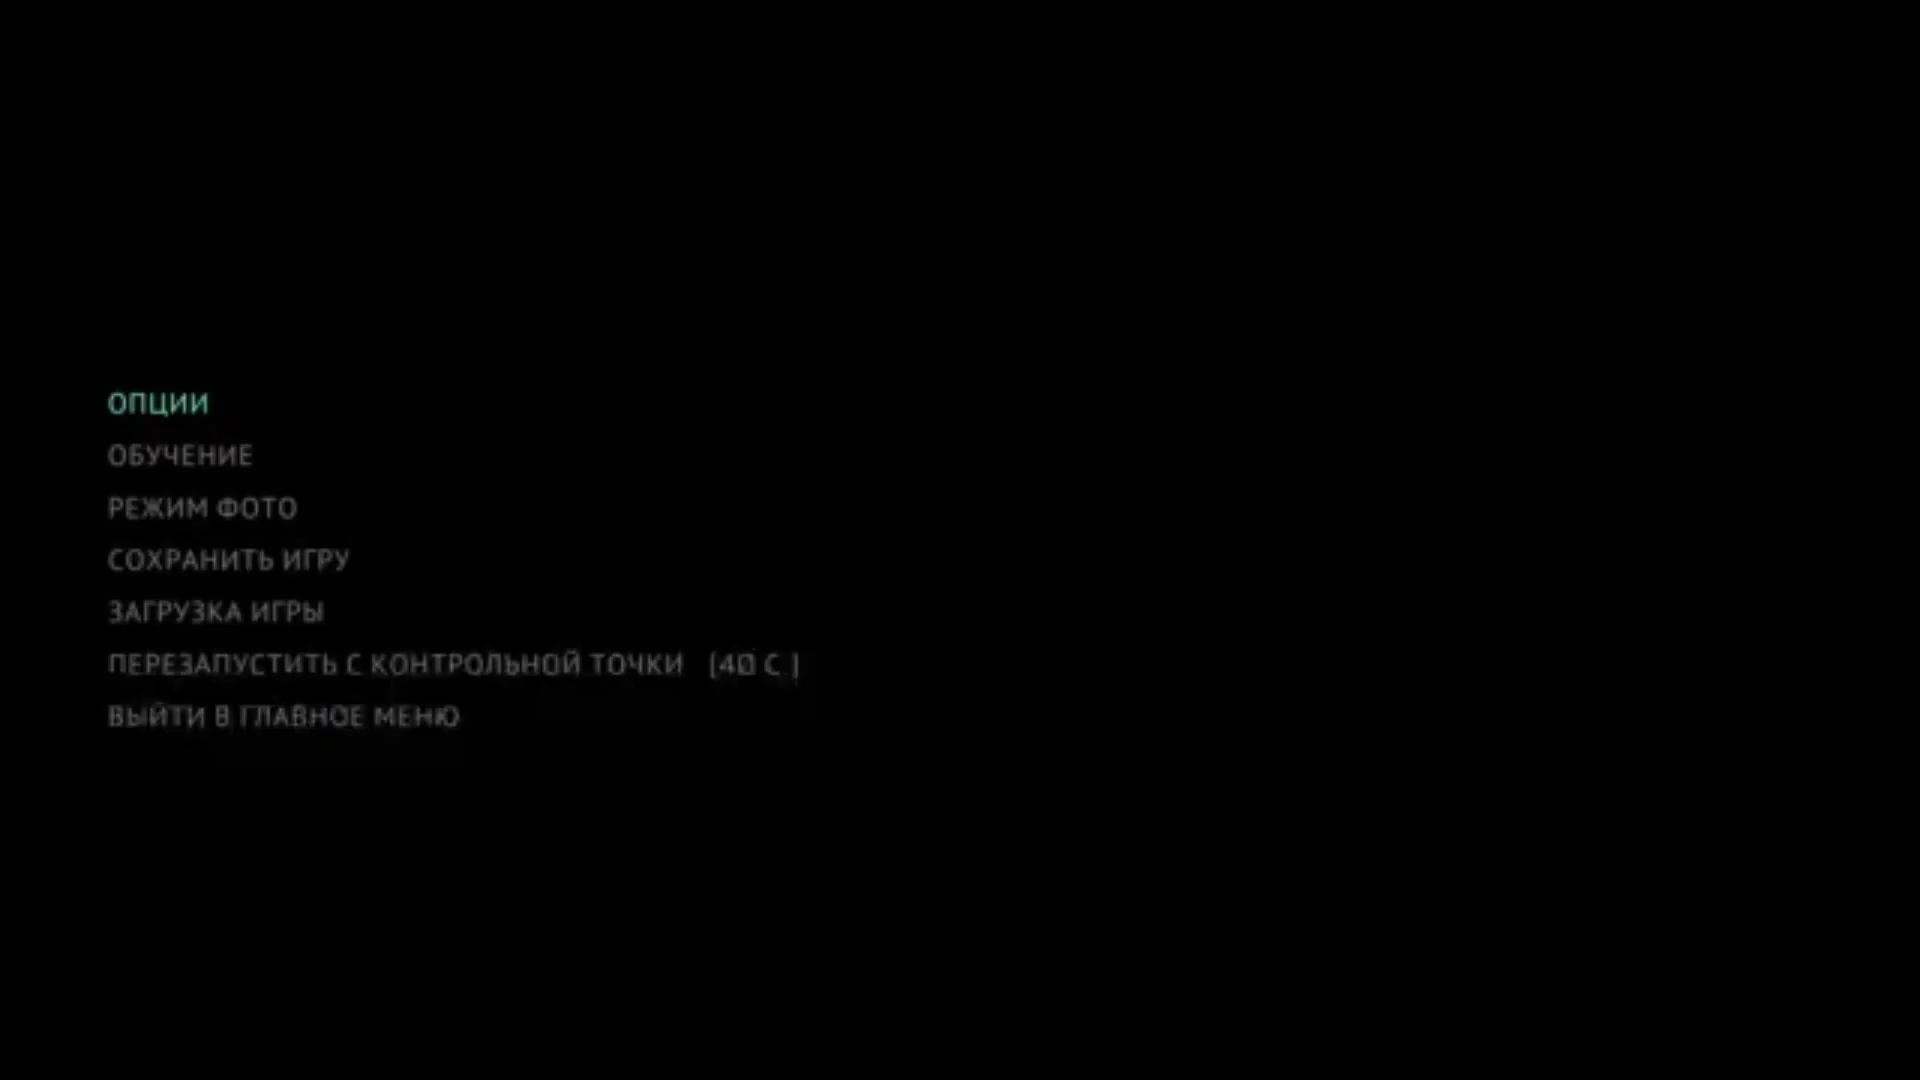 ОПЦИИ
ОБУЧЕНИЕ
РЕЖИМ ФОТО
СОХРАНИТЬ ИГРУ
ЗАГРУЗКА ИГРЫ
ПЕРЕЗАПУСТИТЬ С КОНТРОЛЬНОЙ ТОЧКИ [40 С.]
ВЫЙТИ В ГЛАВНОЕ МЕНЮ